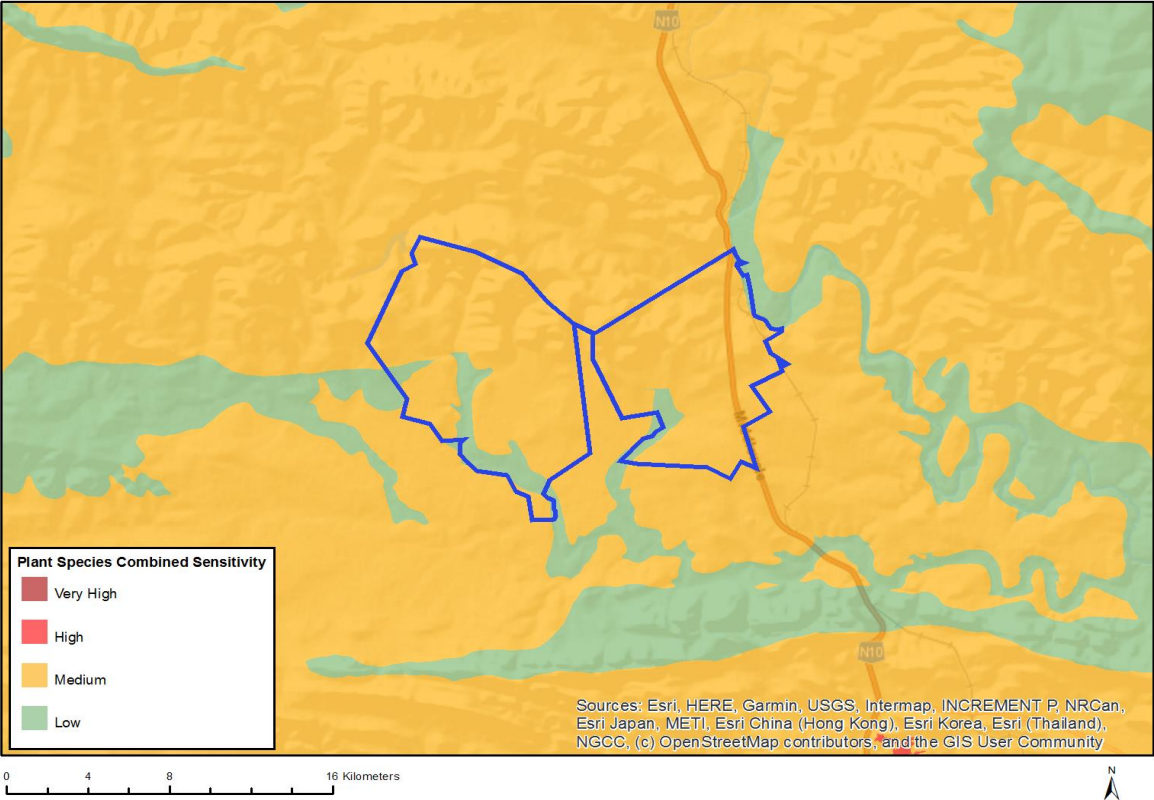 N10
N10
Plant Species Combined Sensitivity
Very High
High
Medium
Low
Sources: Esri, HERE, Garmin, USGS, Intermap, INCREMENT P, NRCan,
Esri Japan, METI, Esri China (Hong Kong), Esri Korea, Esri (Thailand),
NGCC, (c) OpenStreetMap contributors, and the GIS User Community
0 4 8 16 Kilometers
N